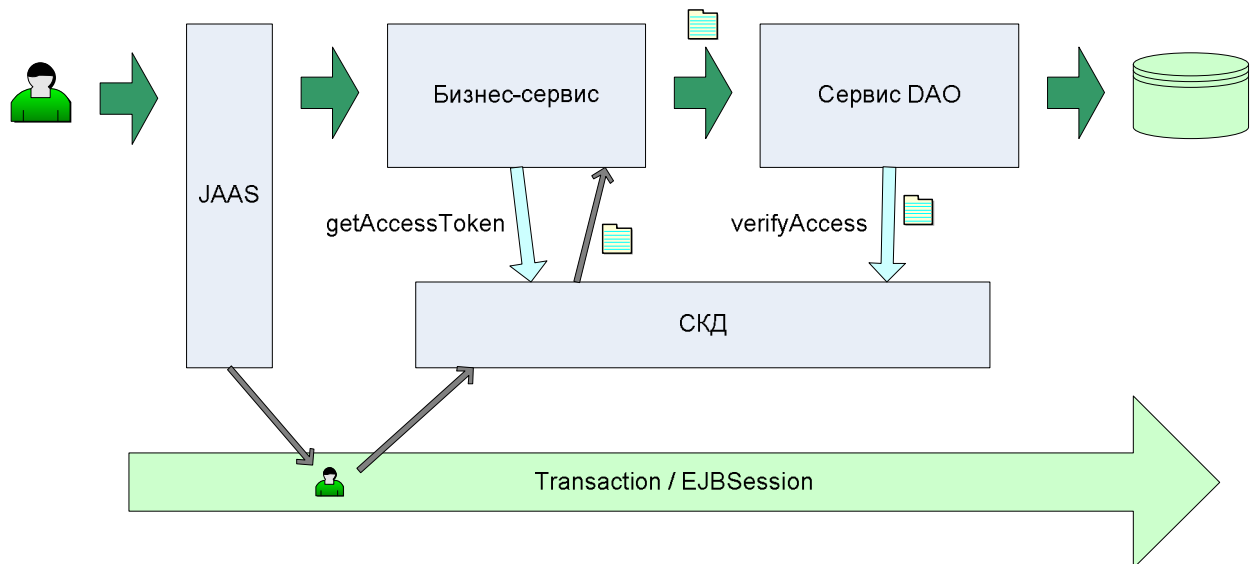 Бизнес-сервис
Сервис DAO
JAAS
getAccessToken
verifyAccess
СКД
Transaction / EJBSession